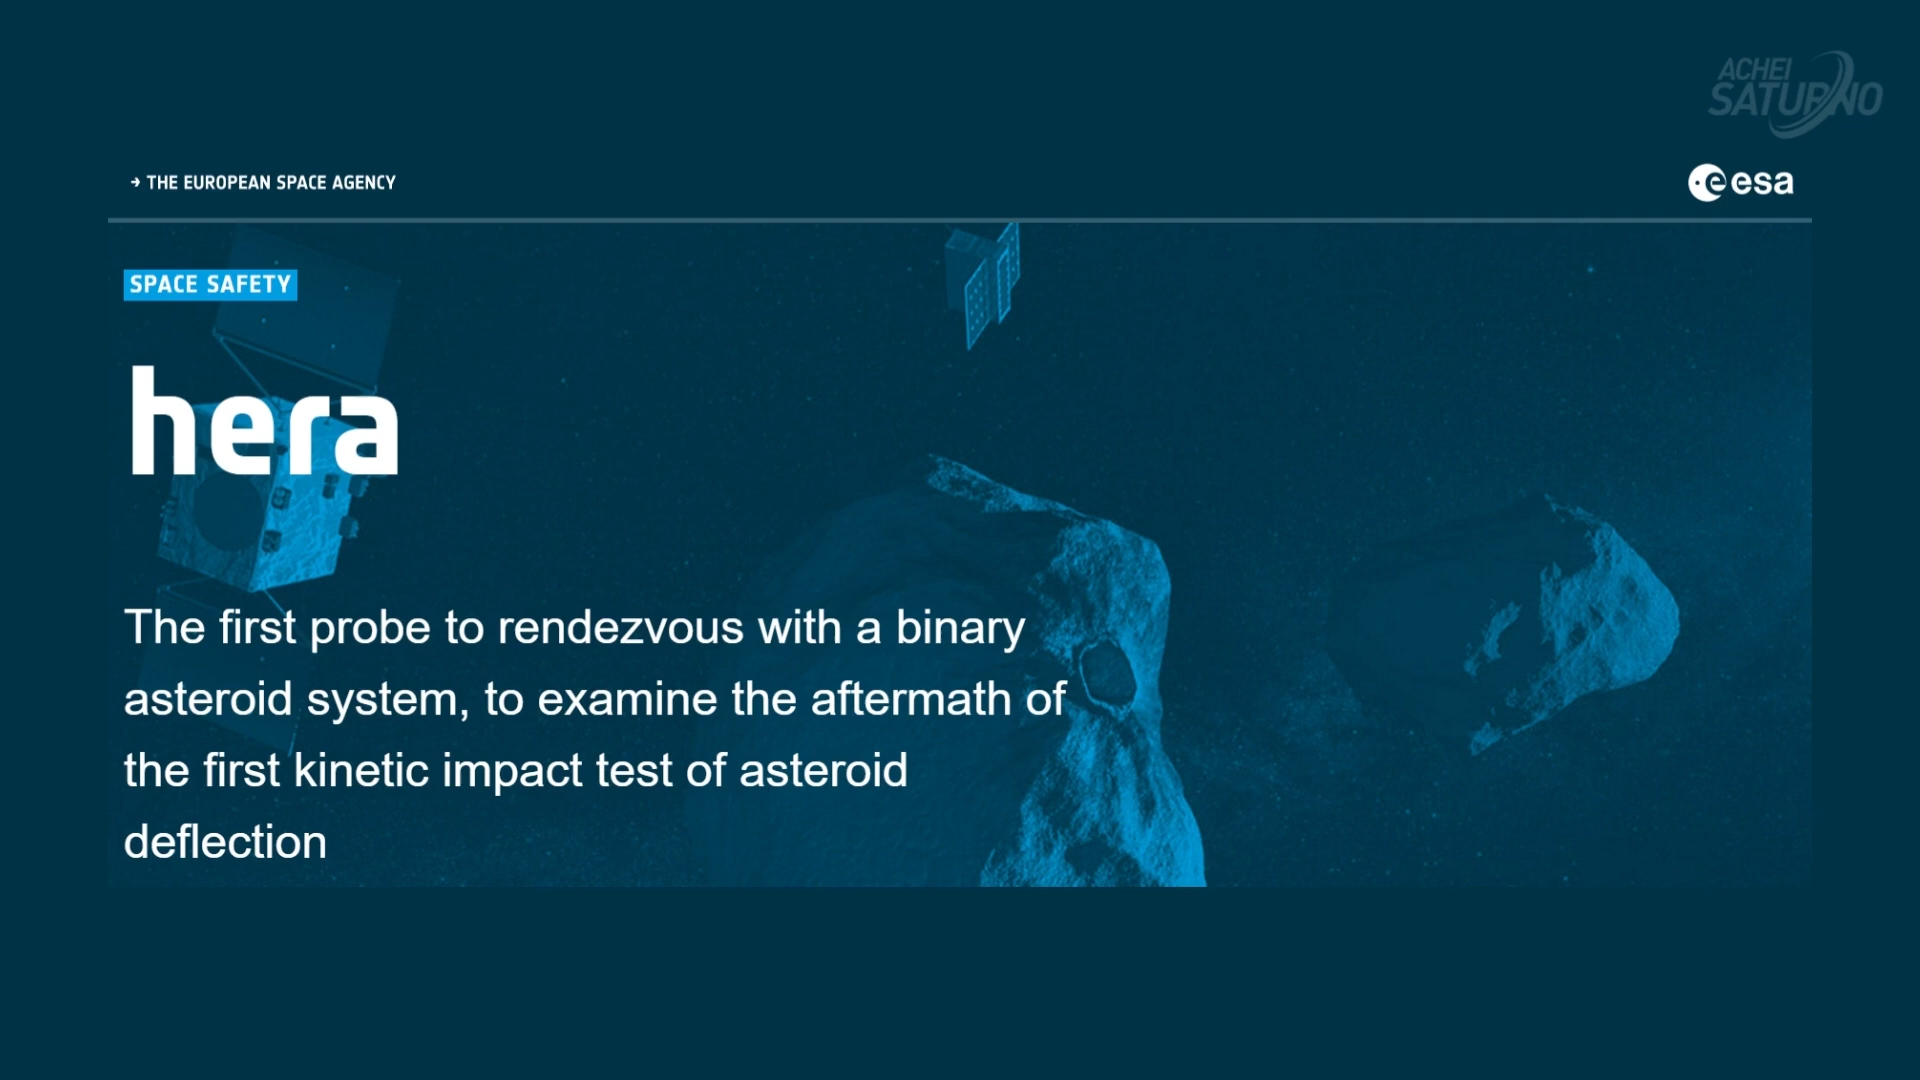 ACHEI
SATURNO
→ THE EUROPEAN SPACE AGENCY
esa
SPACE SAFETY
hera
The first probe to rendezvous with a binary
asteroid system, to examine the aftermath of
the first kinetic impact test of asteroid
deflection